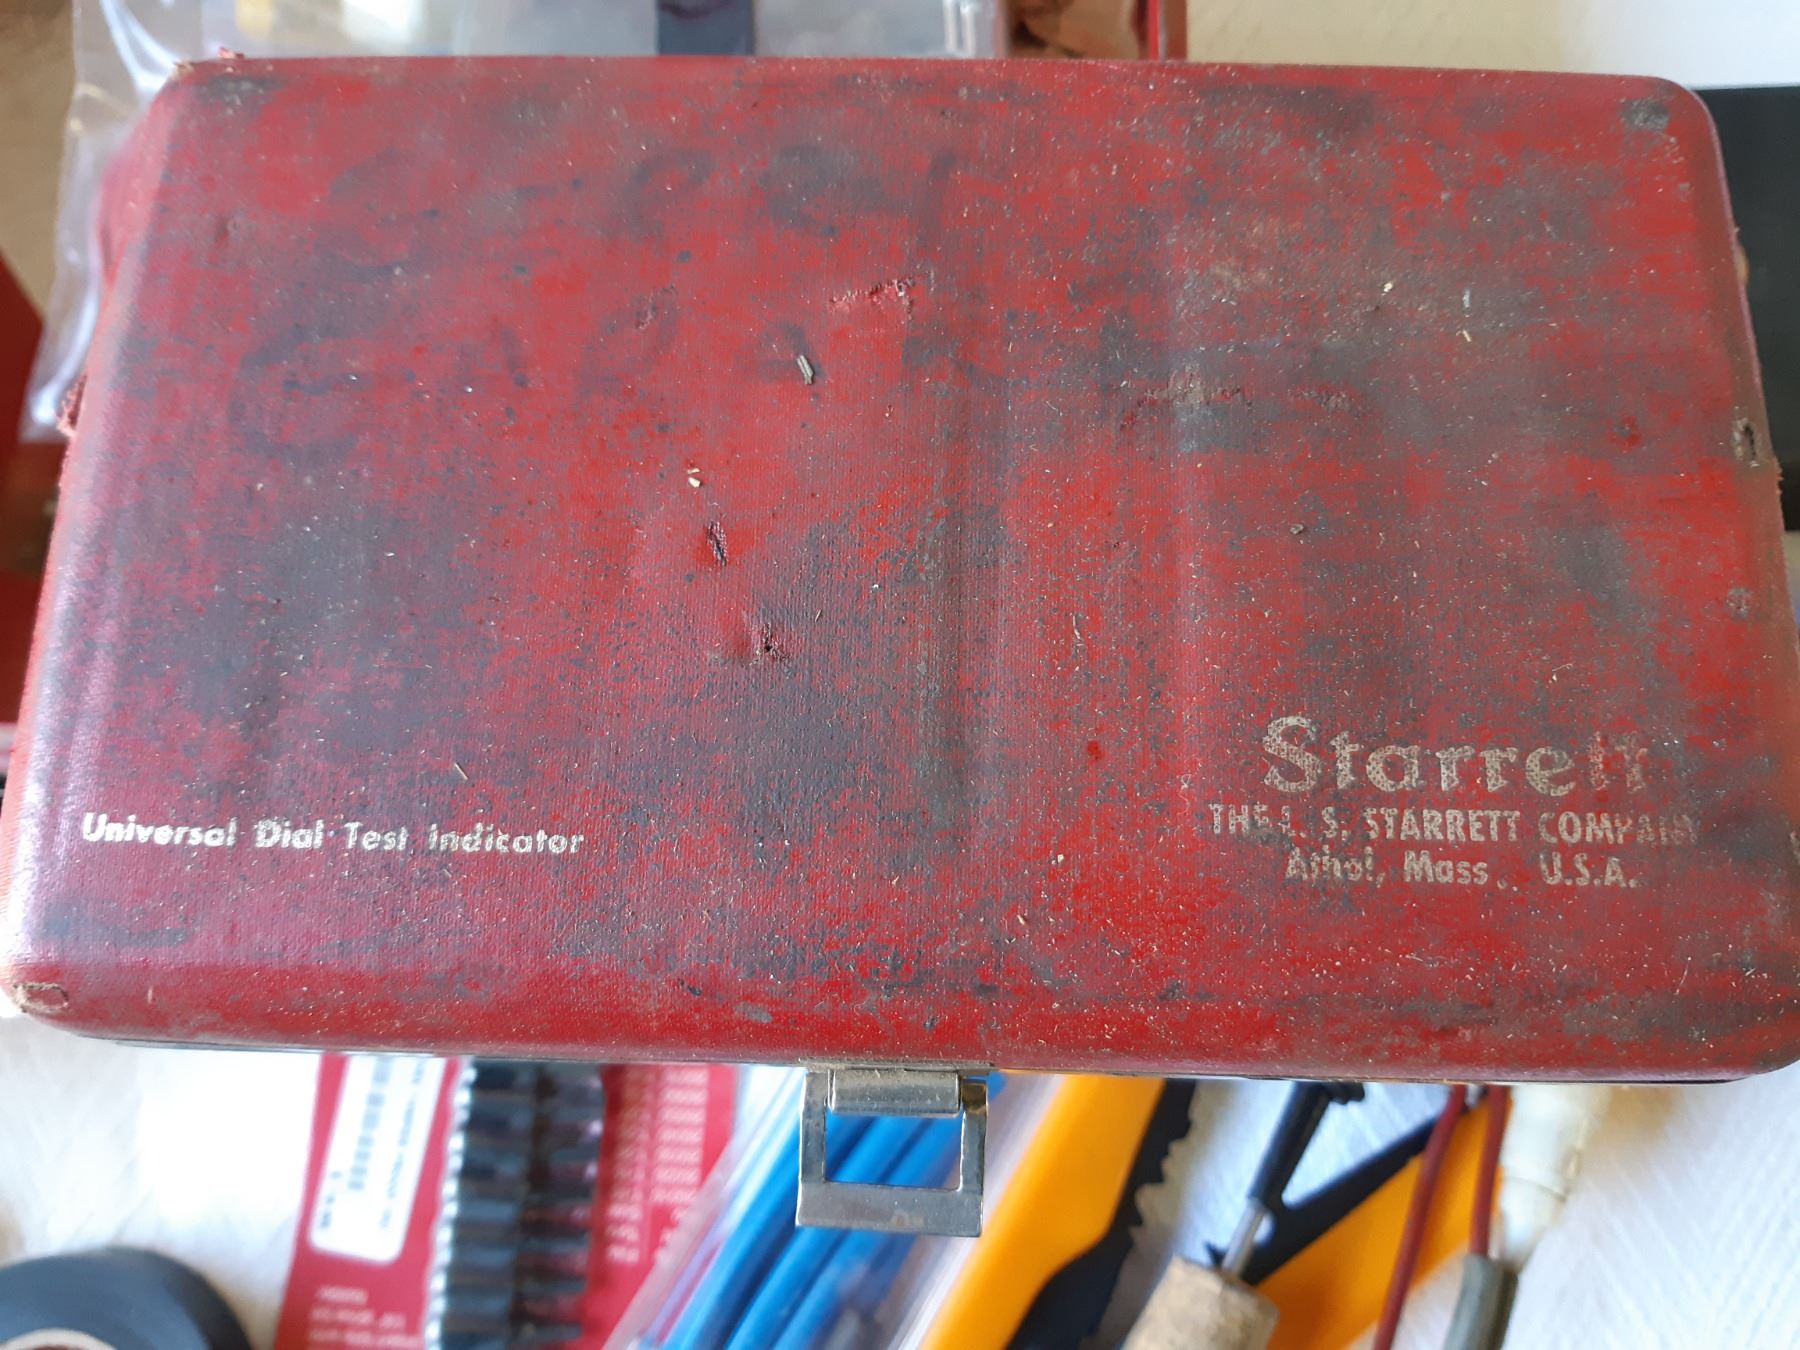 Universal Dial Test Indicator
Starrett
THE L. S. STARRETT COMPANY
Athol, Mass. U.S.A.